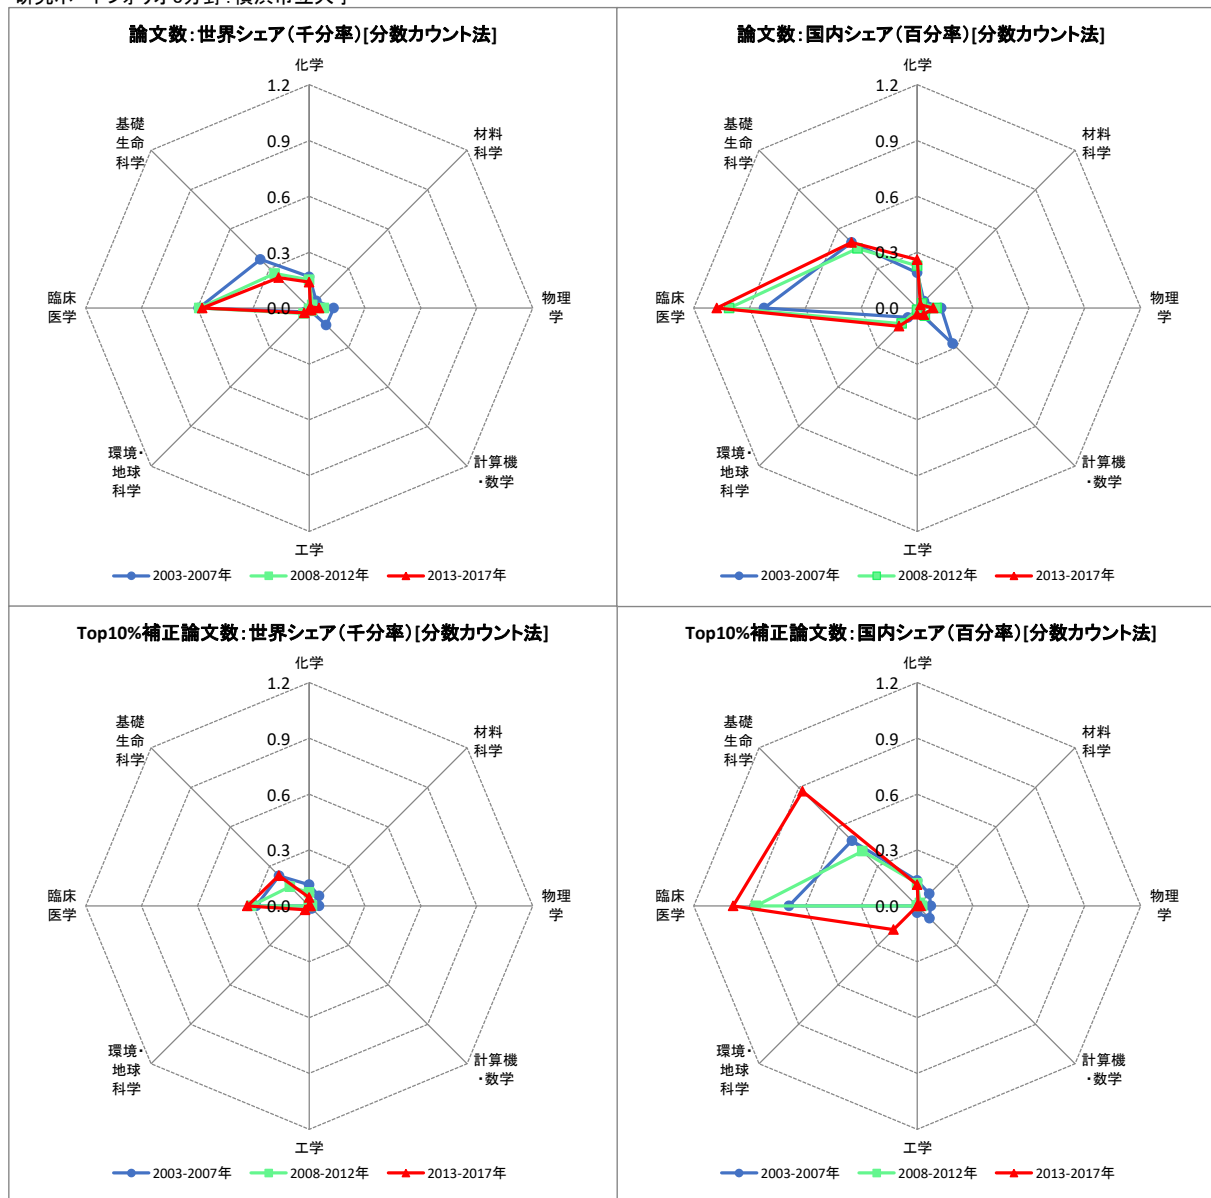 論文数：世界シェア（千分率）[分数カウント法]
化学
1.2
0.9
0.6
0.3
0.0
材料
科学
物理
学
計算機
・数学
工学
環境・
地球
科学
臨床
医学
基礎
生命
科学
2003-2007年 2008-2012年 2013-2017年
論文数：国内シェア（百分率）[分数カウント法]
化学
1.2
0.9
0.6
0.3
0.0
材料
科学
物理
学
計算機
・数学
工学
環境・
地球
科学
臨床
医学
基礎
生命
科学
2003-2007年 2008-2012年 2013-2017年
Top10%補正論文数：世界シェア（千分率）[分数カウント法]
化学
1.2
0.9
0.6
0.3
0.0
材料
科学
物理
学
計算機
・数学
工学
環境・
地球
科学
臨床
医学
基礎
生命
科学
2003-2007年 2008-2012年 2013-2017年
Top10%補正論文数：国内シェア（百分率）[分数カウント法]
化学
1.2
0.9
0.6
0.3
0.0
材料
科学
物理
学
計算機
・数学
工学
環境・
地球
科学
臨床
医学
基礎
生命
科学
2003-2007年 2008-2012年 2013-2017年